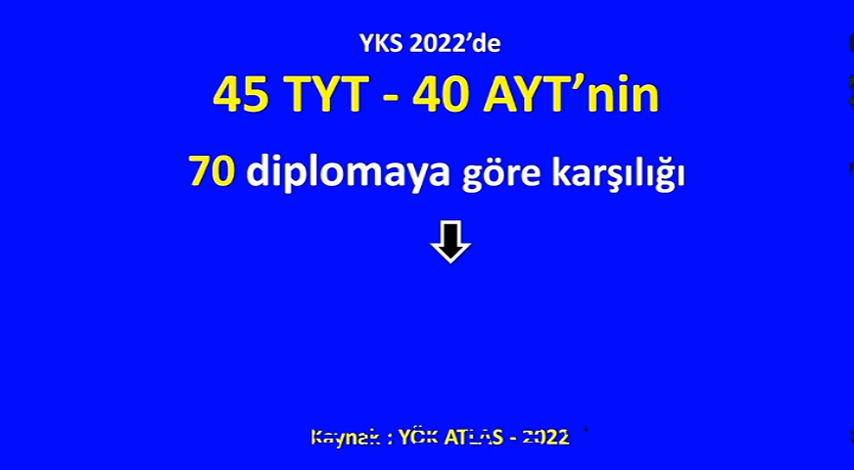 YKS 2022’de
45 TYT - 40 AYT’nin
70 diplomaya göre karşılığı
Kaynak : YÖK ATLAS - 2022